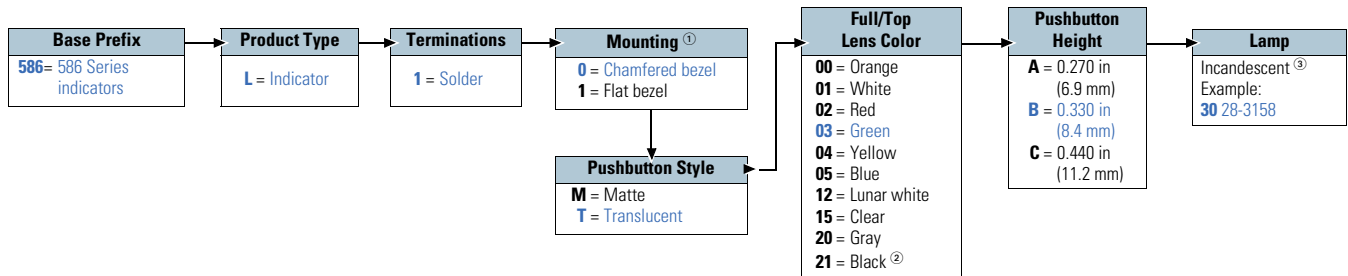 Base Prefix
586= 586 Series
indicators
Product Type
L = Indicator
Terminations
1 = Solder
Mounting ①
0 = Chamfered bezel
1 = Flat bezel
Pushbutton Style
M = Matte
T = Translucent
Full/Top
Lens Color
00 = Orange
01 = White
02 = Red
03 = Green
04 = Yellow
05 = Blue
12 = Lunar white
15 = Clear
20 = Gray
21 = Black ②
Pushbutton
Height
A = 0.270 in
(6.9 mm)
B = 0.330 in
(8.4 mm)
C = 0.440 in
(11.2 mm)
Lamp
Incandescent ③
Example:
30 28-3158